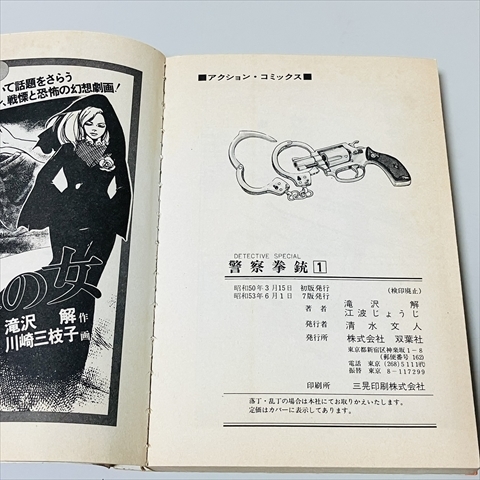 いて話題をさらう
、戦慄と恐怖の幻想劇画!
の女
滝沢 解 作
川崎三枝子 画
■アクション・コミックス■
DETECTIVE SPECIAL
警察拳銃 1
昭和50年3月15日 初版発行 (検印廃止)
昭和53年6月1日 7版発行
著者 滝沢 解
江波じょうじ
発行者 清水文人
発行所 株式会社 双葉社
東京都新宿区神楽坂1-8
(郵便番号 162)
電話 東京(268)5111代
振替 東京 8-117299
印刷所 三晃印刷株式会社
落丁・乱丁の場合は本社にてお取りかえいたします。
定価はカバーに表示してあります。